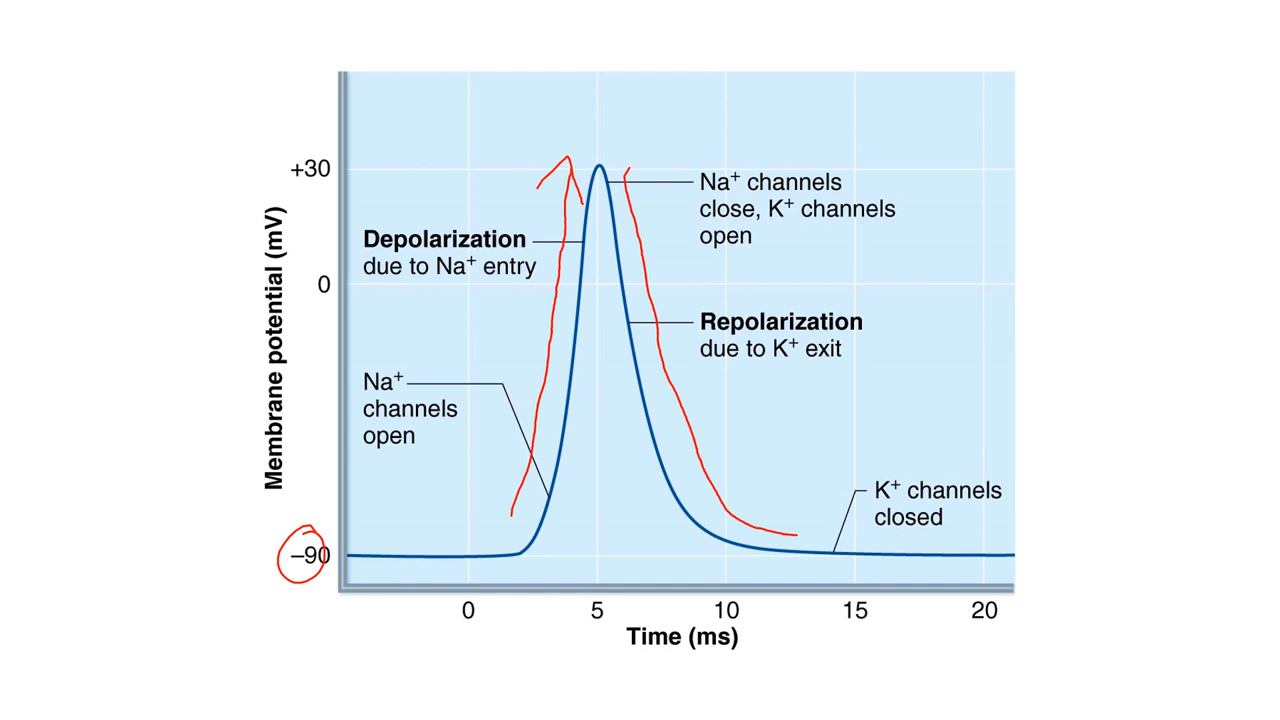 +30
0
–90
Membrane potential (mV)
Depolarization
due to Na+ entry
Na+
channels
open
Na+ channels
close, K+ channels
open
Repolarization
due to K+ exit
K+ channels
closed
0 5 10 15 20
Time (ms)